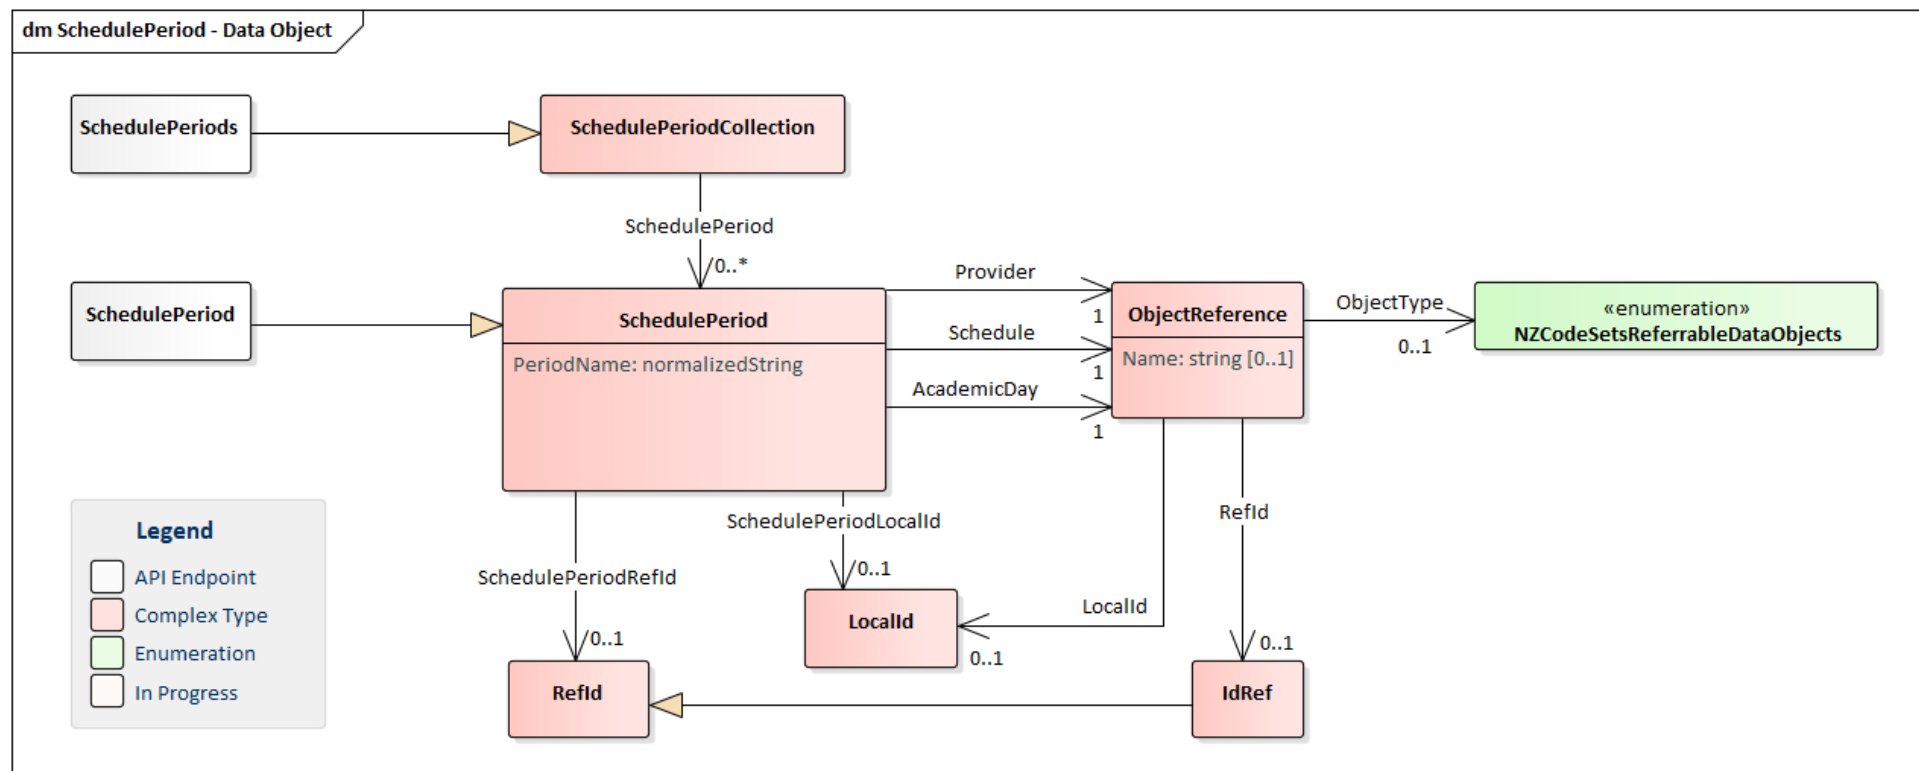 dm SchedulePeriod - Data Object
SchedulePeriods
SchedulePeriodCollection
SchedulePeriod
0..*
SchedulePeriod
SchedulePeriod
PeriodName: normalizedString
Provider
1
Schedule
1
AcademicDay
1
ObjectReference
Name: string [0..1]
ObjectType
0..1
«enumeration»
NZCodeSetsReferrableDataObjects
SchedulePeriodLocalId
0..1
SchedulePeriodRefId
0..1
RefId
0..1
LocalId
0..1
LocalId
RefId
IdRef
Legend
API Endpoint
Complex Type
Enumeration
In Progress